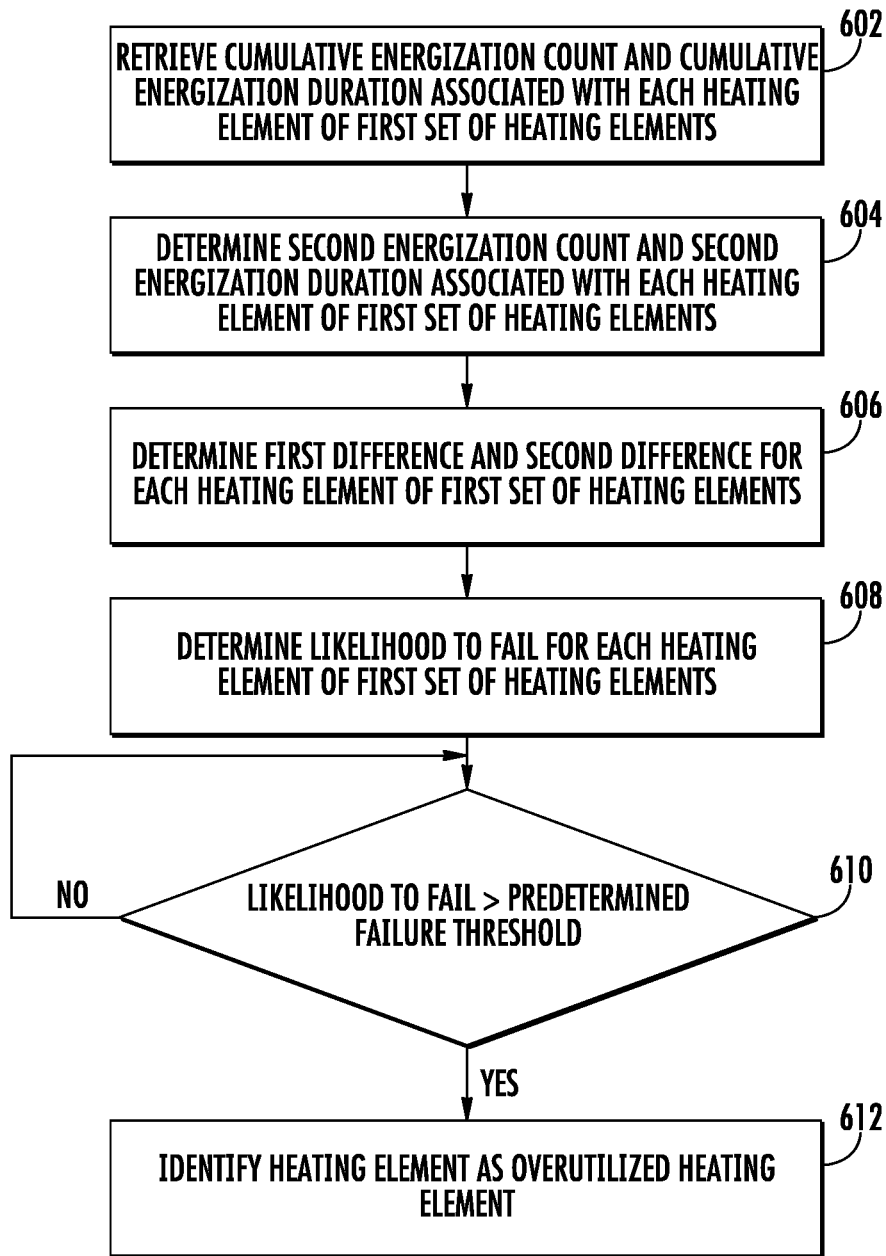 602
RETRIEVE CUMULATIVE ENERGIZATION COUNT AND CUMULATIVE
ENERGIZATION DURATION ASSOCIATED WITH EACH HEATING
ELEMENT OF FIRST SET OF HEATING ELEMENTS
604
DETERMINE SECOND ENERGIZATION COUNT AND SECOND
ENERGIZATION DURATION ASSOCIATED WITH EACH HEATING
ELEMENT OF FIRST SET OF HEATING ELEMENTS
606
DETERMINE FIRST DIFFERENCE AND SECOND DIFFERENCE FOR
EACH HEATING ELEMENT OF FIRST SET OF HEATING ELEMENTS
608
DETERMINE LIKELIHOOD TO FAIL FOR EACH HEATING
ELEMENT OF FIRST SET OF HEATING ELEMENTS
610
NO
LIKELIHOOD TO FAIL > PREDETERMINED
FAILURE THRESHOLD
YES
612
IDENTIFY HEATING ELEMENT AS OVERUTILIZED HEATING
ELEMENT